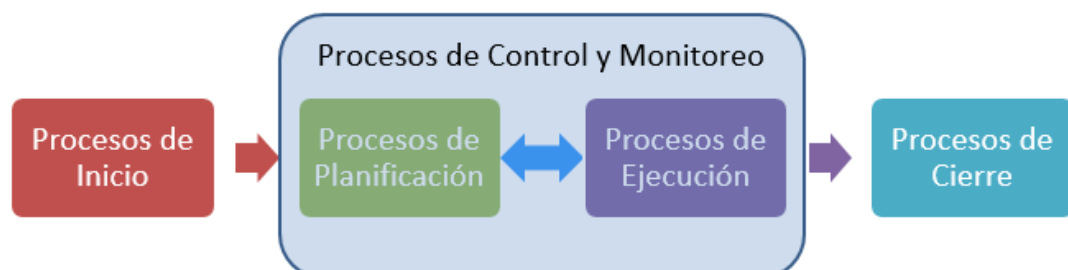 Procesos de Control y Monitoreo
Procesos de
Inicio
Procesos de
Planificación
Procesos de
Ejecución
Procesos de
Cierre